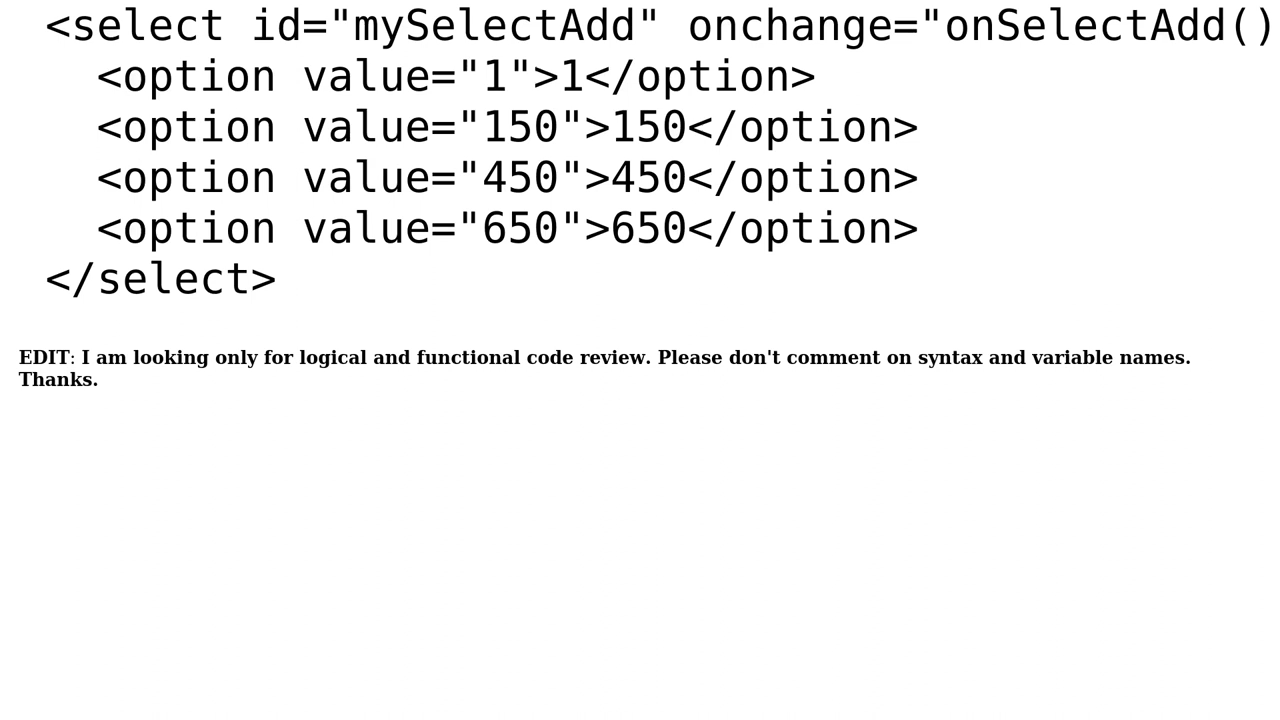 <select id="mySelectAdd" onchange="onSelectAdd()
<option value="1">1</option>
<option value="150">150</option>
<option value="450">450</option>
<option value="650">650</option>
</select>
EDIT: I am looking only for logical and functional code review. Please don't comment on syntax and variable names.
Thanks.